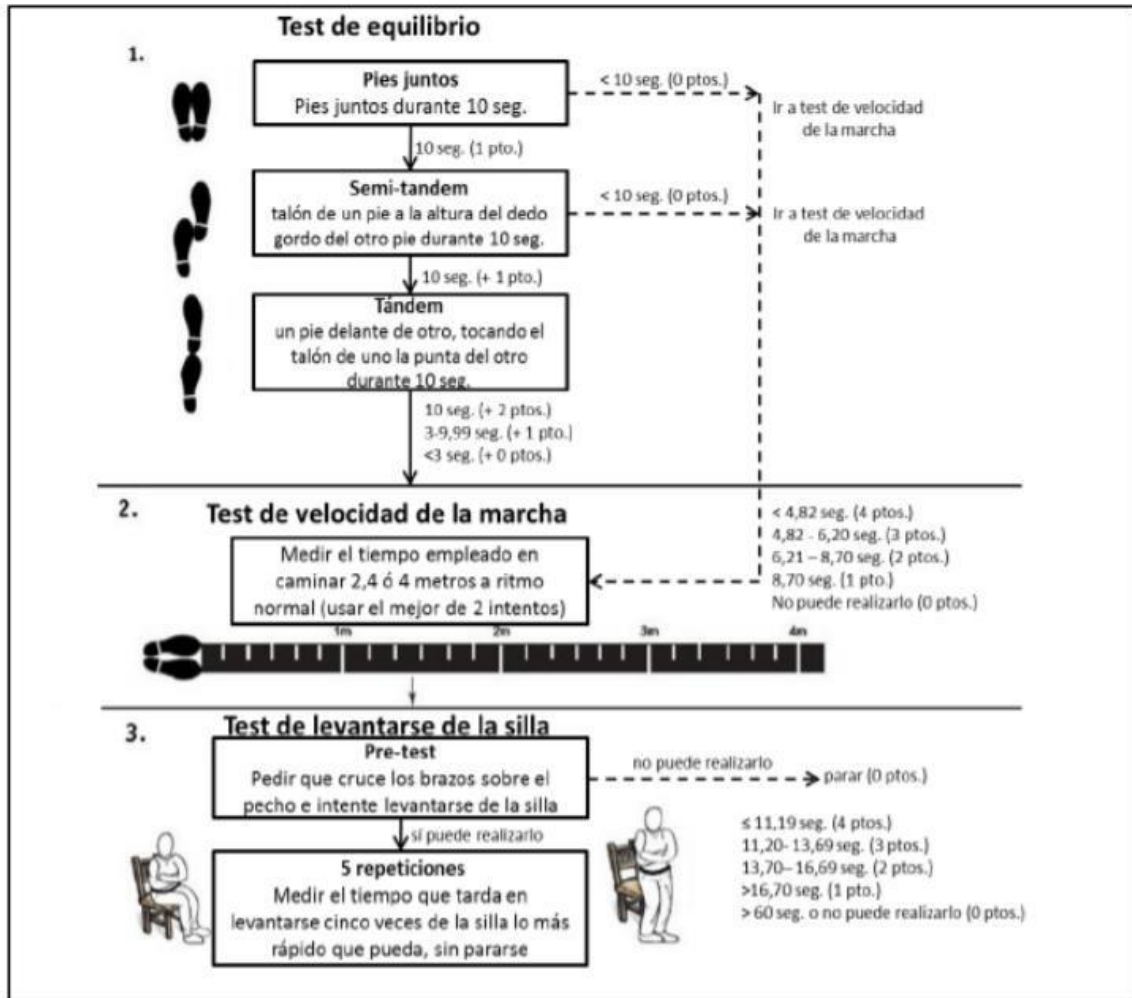 Test de equilibrio
1.
Pies juntos
Pies juntos durante 10 seg.
< 10 seg. (0 ptos.)
Ir a test de velocidad
de la marcha
10 seg. (1 pto.)
Semi-tandem
talón de un pie a la altura del dedo
gordo del otro pie durante 10 seg.
< 10 seg. (0 ptos.)
Ir a test de velocidad
de la marcha
10 seg. (+ 1 pto.)
Tándem
un pie delante de otro, tocando el
talón de uno la punta del otro
durante 10 seg.
10 seg. (+ 2 ptos.)
3-9,99 seg. (+ 1 pto.)
<3 seg. (+ 0 ptos.)
2.
Test de velocidad de la marcha
Medir el tiempo empleado en
caminar 2,4 ó 4 metros a ritmo
normal (usar el mejor de 2 intentos)
< 4,82 seg. (4 ptos.)
4,82 - 6,20 seg. (3 ptos.)
6,21 – 8,70 seg. (2 ptos.)
8,70 seg. (1 pto.)
No puede realizarlo (0 ptos.)
1m 2m 3m 4m
3.
Test de levantarse de la silla
Pre-test
Pedir que cruce los brazos sobre el
pecho e intente levantarse de la silla
no puede realizarlo
parar (0 ptos.)
sí puede realizarlo
5 repeticiones
Medir el tiempo que tarda en
levantarse cinco veces de la silla lo más
rápido que pueda, sin pararse
≤ 11,19 seg. (4 ptos.)
11,20- 13,69 seg. (3 ptos.)
13,70– 16,69 seg. (2 ptos.)
>16,70 seg. (1 pto.)
> 60 seg. o no puede realizarlo (0 ptos.)